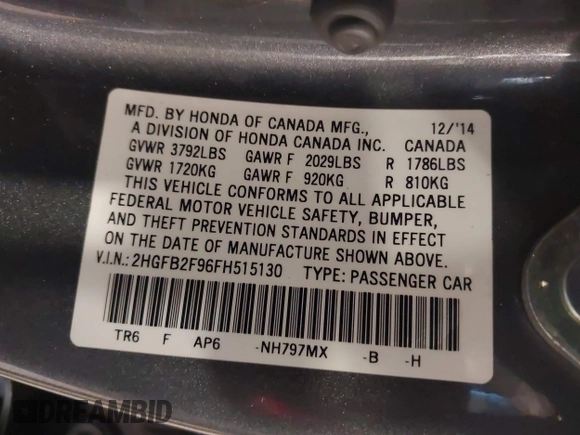 MFD. BY HONDA OF CANADA MFG., 12/'14
A DIVISION OF HONDA CANADA INC. CANADA
GVWR 3792LBS GAWR F 2029LBS R 1786LBS
GVWR 1720KG GAWR F 920KG R 810KG
THIS VEHICLE CONFORMS TO ALL APPLICABLE
FEDERAL MOTOR VEHICLE SAFETY, BUMPER,
AND THEFT PREVENTION STANDARDS IN EFFECT
ON THE DATE OF MANUFACTURE SHOWN ABOVE.
V.I.N.: 2HGFB2F96FH515130 TYPE: PASSENGER CAR
TR6 F AP6 -NH797MX -B -H
DREAMBID